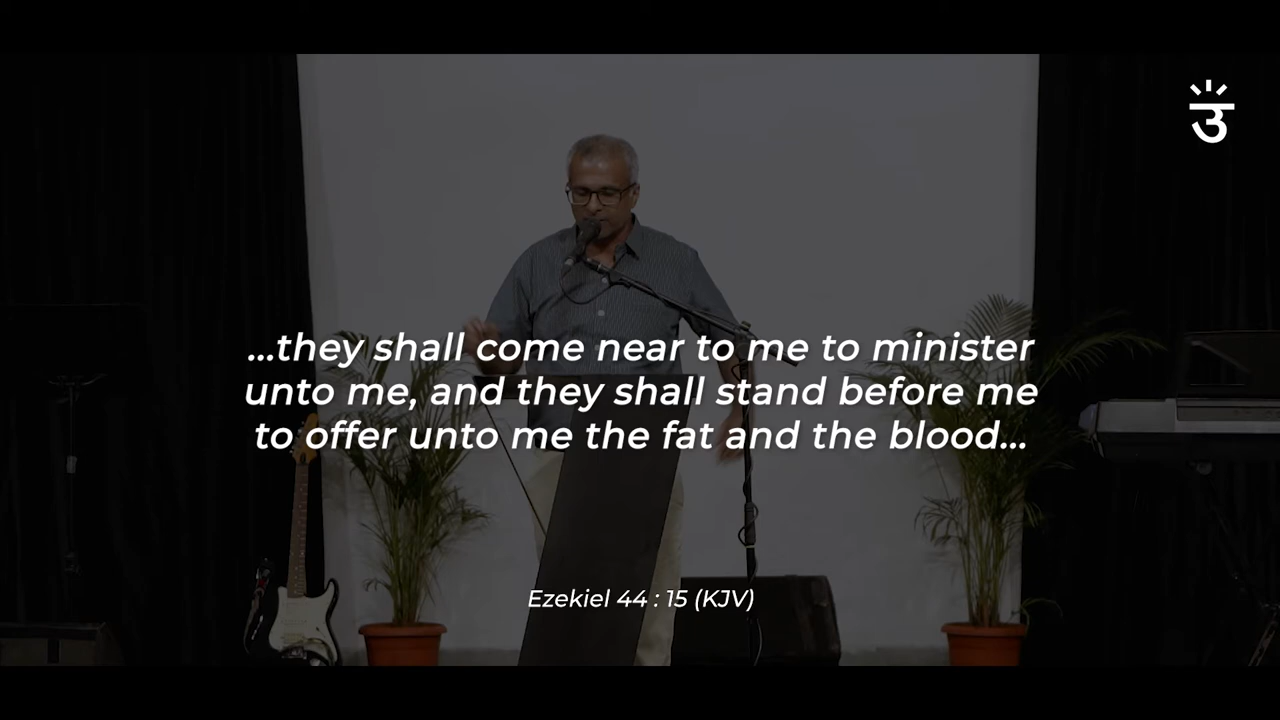 उ
...they shall come near to me to minister
unto me, and they shall stand before me
to offer unto me the fat and the blood...
Ezekiel 44 : 15 (KJV)